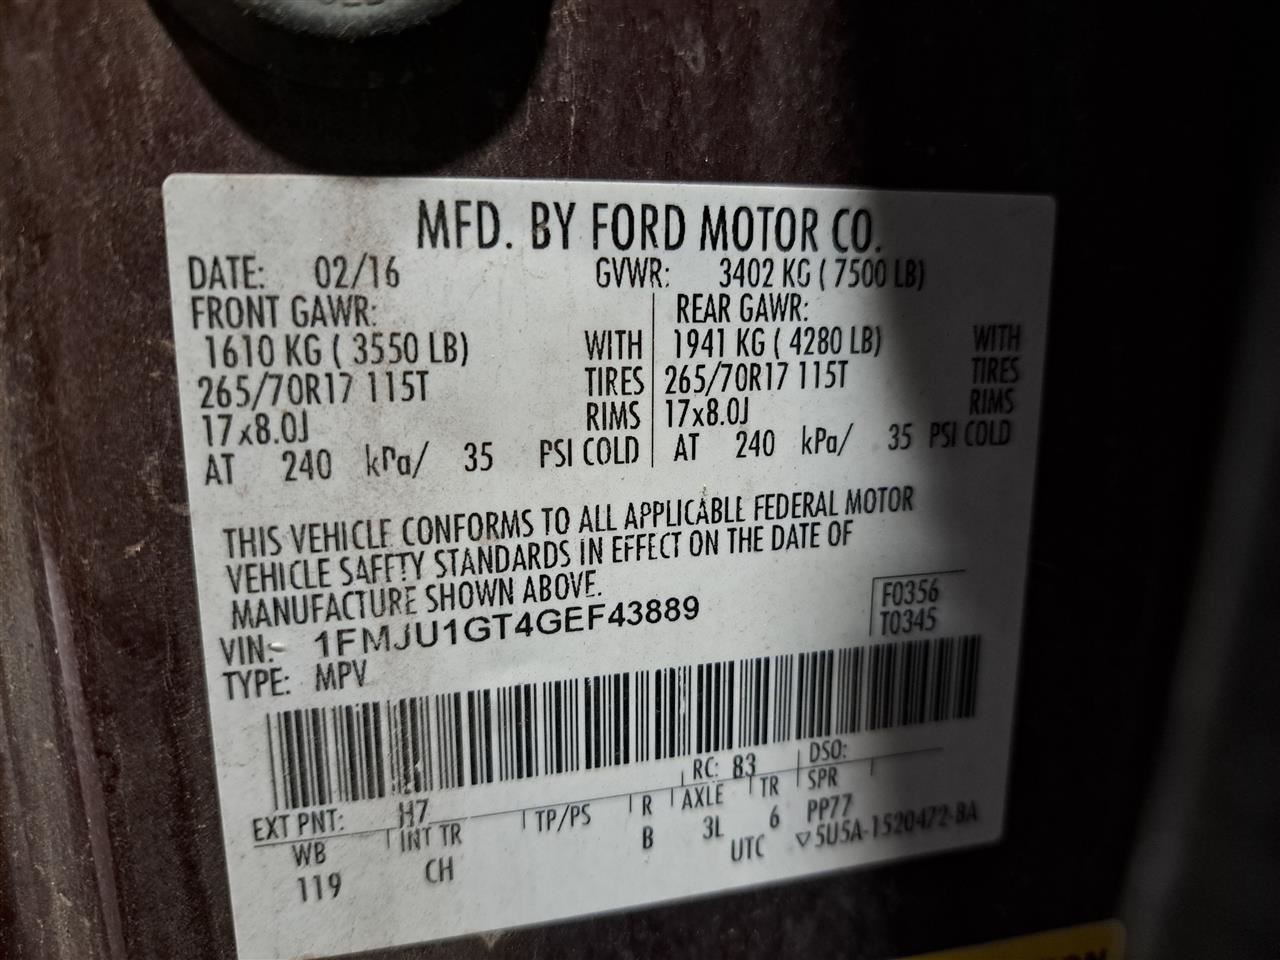 MFD. BY FORD MOTOR CO.
DATE: 02/16 GVWR: 3402 KG ( 7500 LB)
FRONT GAWR: REAR GAWR:
1610 KG ( 3550 LB) WITH 1941 KG ( 4280 LB) WITH
265/70R17 115T TIRES 265/70R17 115T TIRES
17x8.0J RIMS 17x8.0J RIMS
AT 240 kPa/ 35 PSI COLD AT 240 kPa/ 35 PSI COLD
THIS VEHICLE CONFORMS TO ALL APPLICABLE FEDERAL MOTOR
VEHICLE SAFETY STANDARDS IN EFFECT ON THE DATE OF
MANUFACTURE SHOWN ABOVE.
F0356
T0345
VIN: 1FMJU1GT4GEF43889
TYPE: MPV
EXT PNT: H7 RC: 83 DSO:
WB INT TR TP/PS R AXLE TR SPR
119 CH B 3L 6 PP77
UTC ▽5U5A-1520472-BA